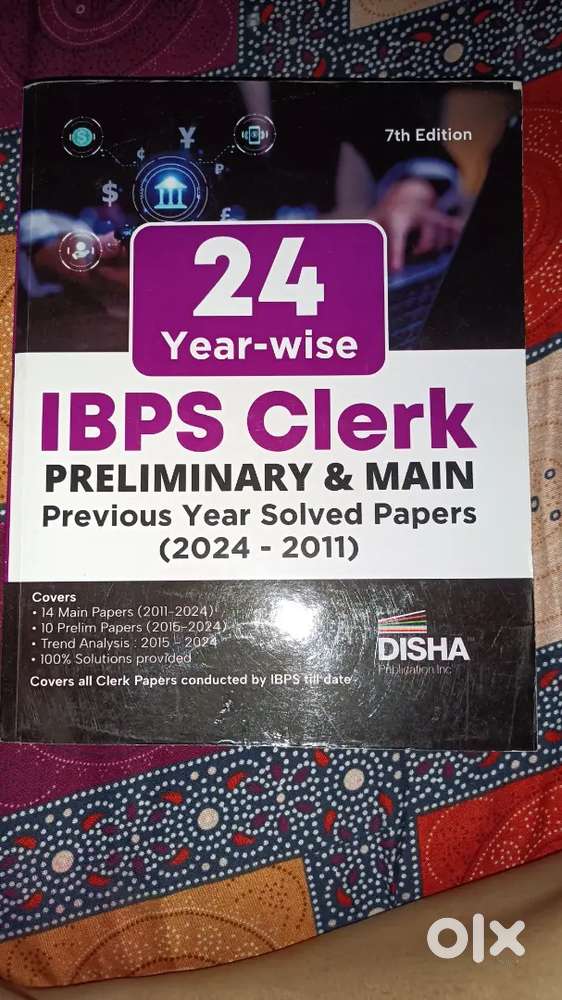 7th Edition
24
Year-wise
IBPS Clerk
PRELIMINARY & MAIN
Previous Year Solved Papers
(2024 - 2011)
Covers
• 14 Main Papers (2011-2024)
• 10 Prelim Papers (2015-2024)
• Trend Analysis : 2015 - 2024
• 100% Solutions provided
Covers all Clerk Papers conducted by IBPS till date
DISHA
Publication Inc
olx